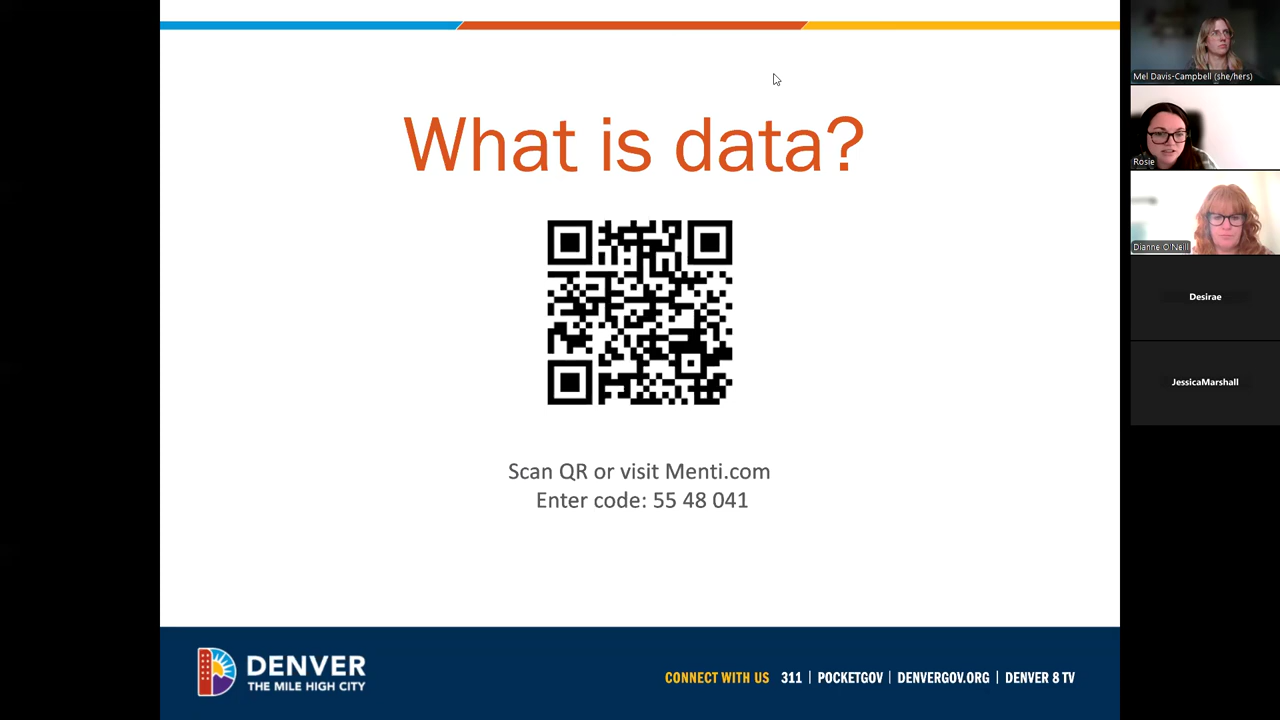 What is data?
Scan QR or visit Menti.com
Enter code: 55 48 041
DENVER
THE MILE HIGH CITY
CONNECT WITH US 311 | POCKETGOV | DENVERGOV.ORG | DENVER 8 TV
Mel Davis-Campbell (she/hers)
Rosie
Dianne O'Neill
Desirae
JessicaMarshall